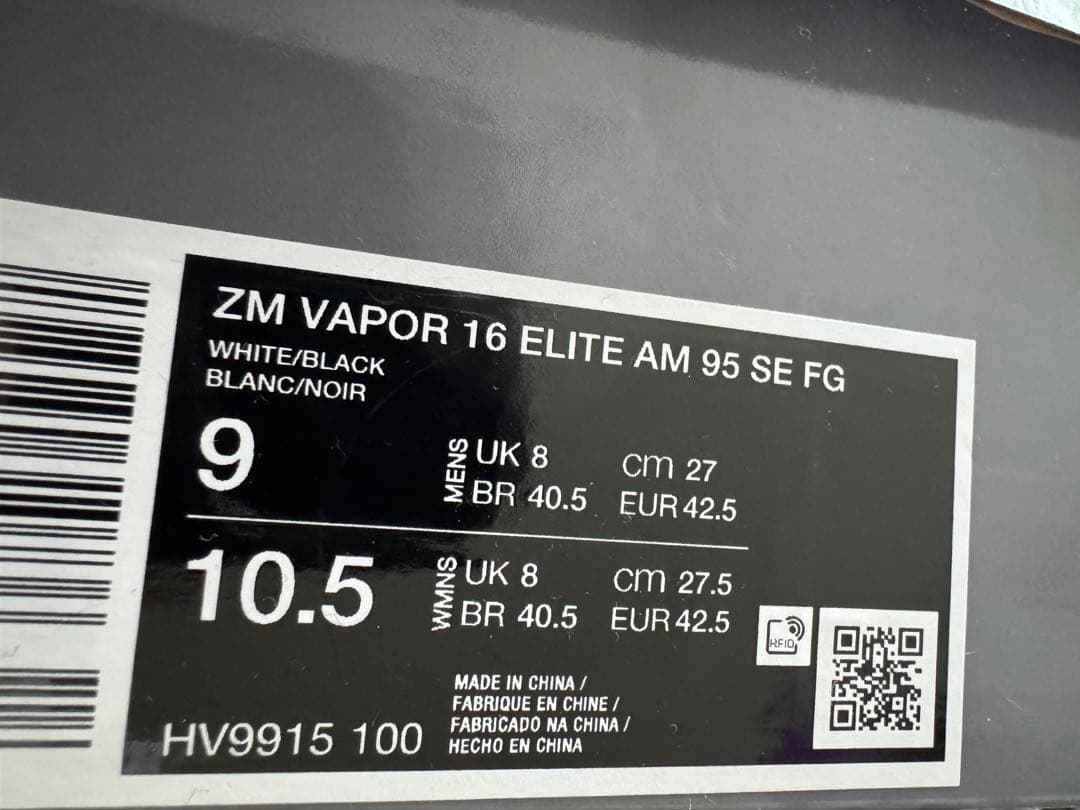 ZM VAPOR 16 ELITE AM 95 SE FG
WHITE/BLACK
BLANC/NOIR
9
MENS
UK 8 cm 27
BR 40.5 EUR 42.5
10.5
WMNS
UK 8 cm 27.5
BR 40.5 EUR 42.5
RFID
HV9915 100
MADE IN CHINA /
FABRIQUE EN CHINE /
FABRICADO NA CHINA /
HECHO EN CHINA